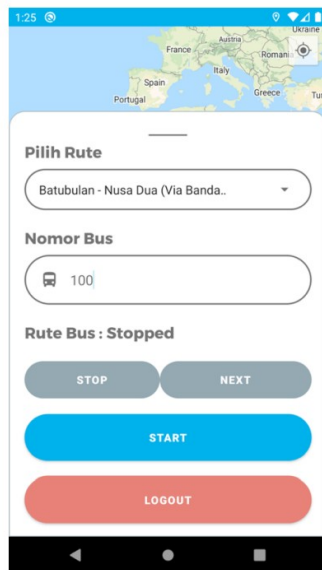 1:25
Ukraine
Austria
France
Romani
Italy
Spain
Greece
Tu
Portugal
Pilih Rute
Batubulan - Nusa Dua (Via Banda..
Nomor Bus
100
Rute Bus : Stopped
STOP
NEXT
START
LOGOUT